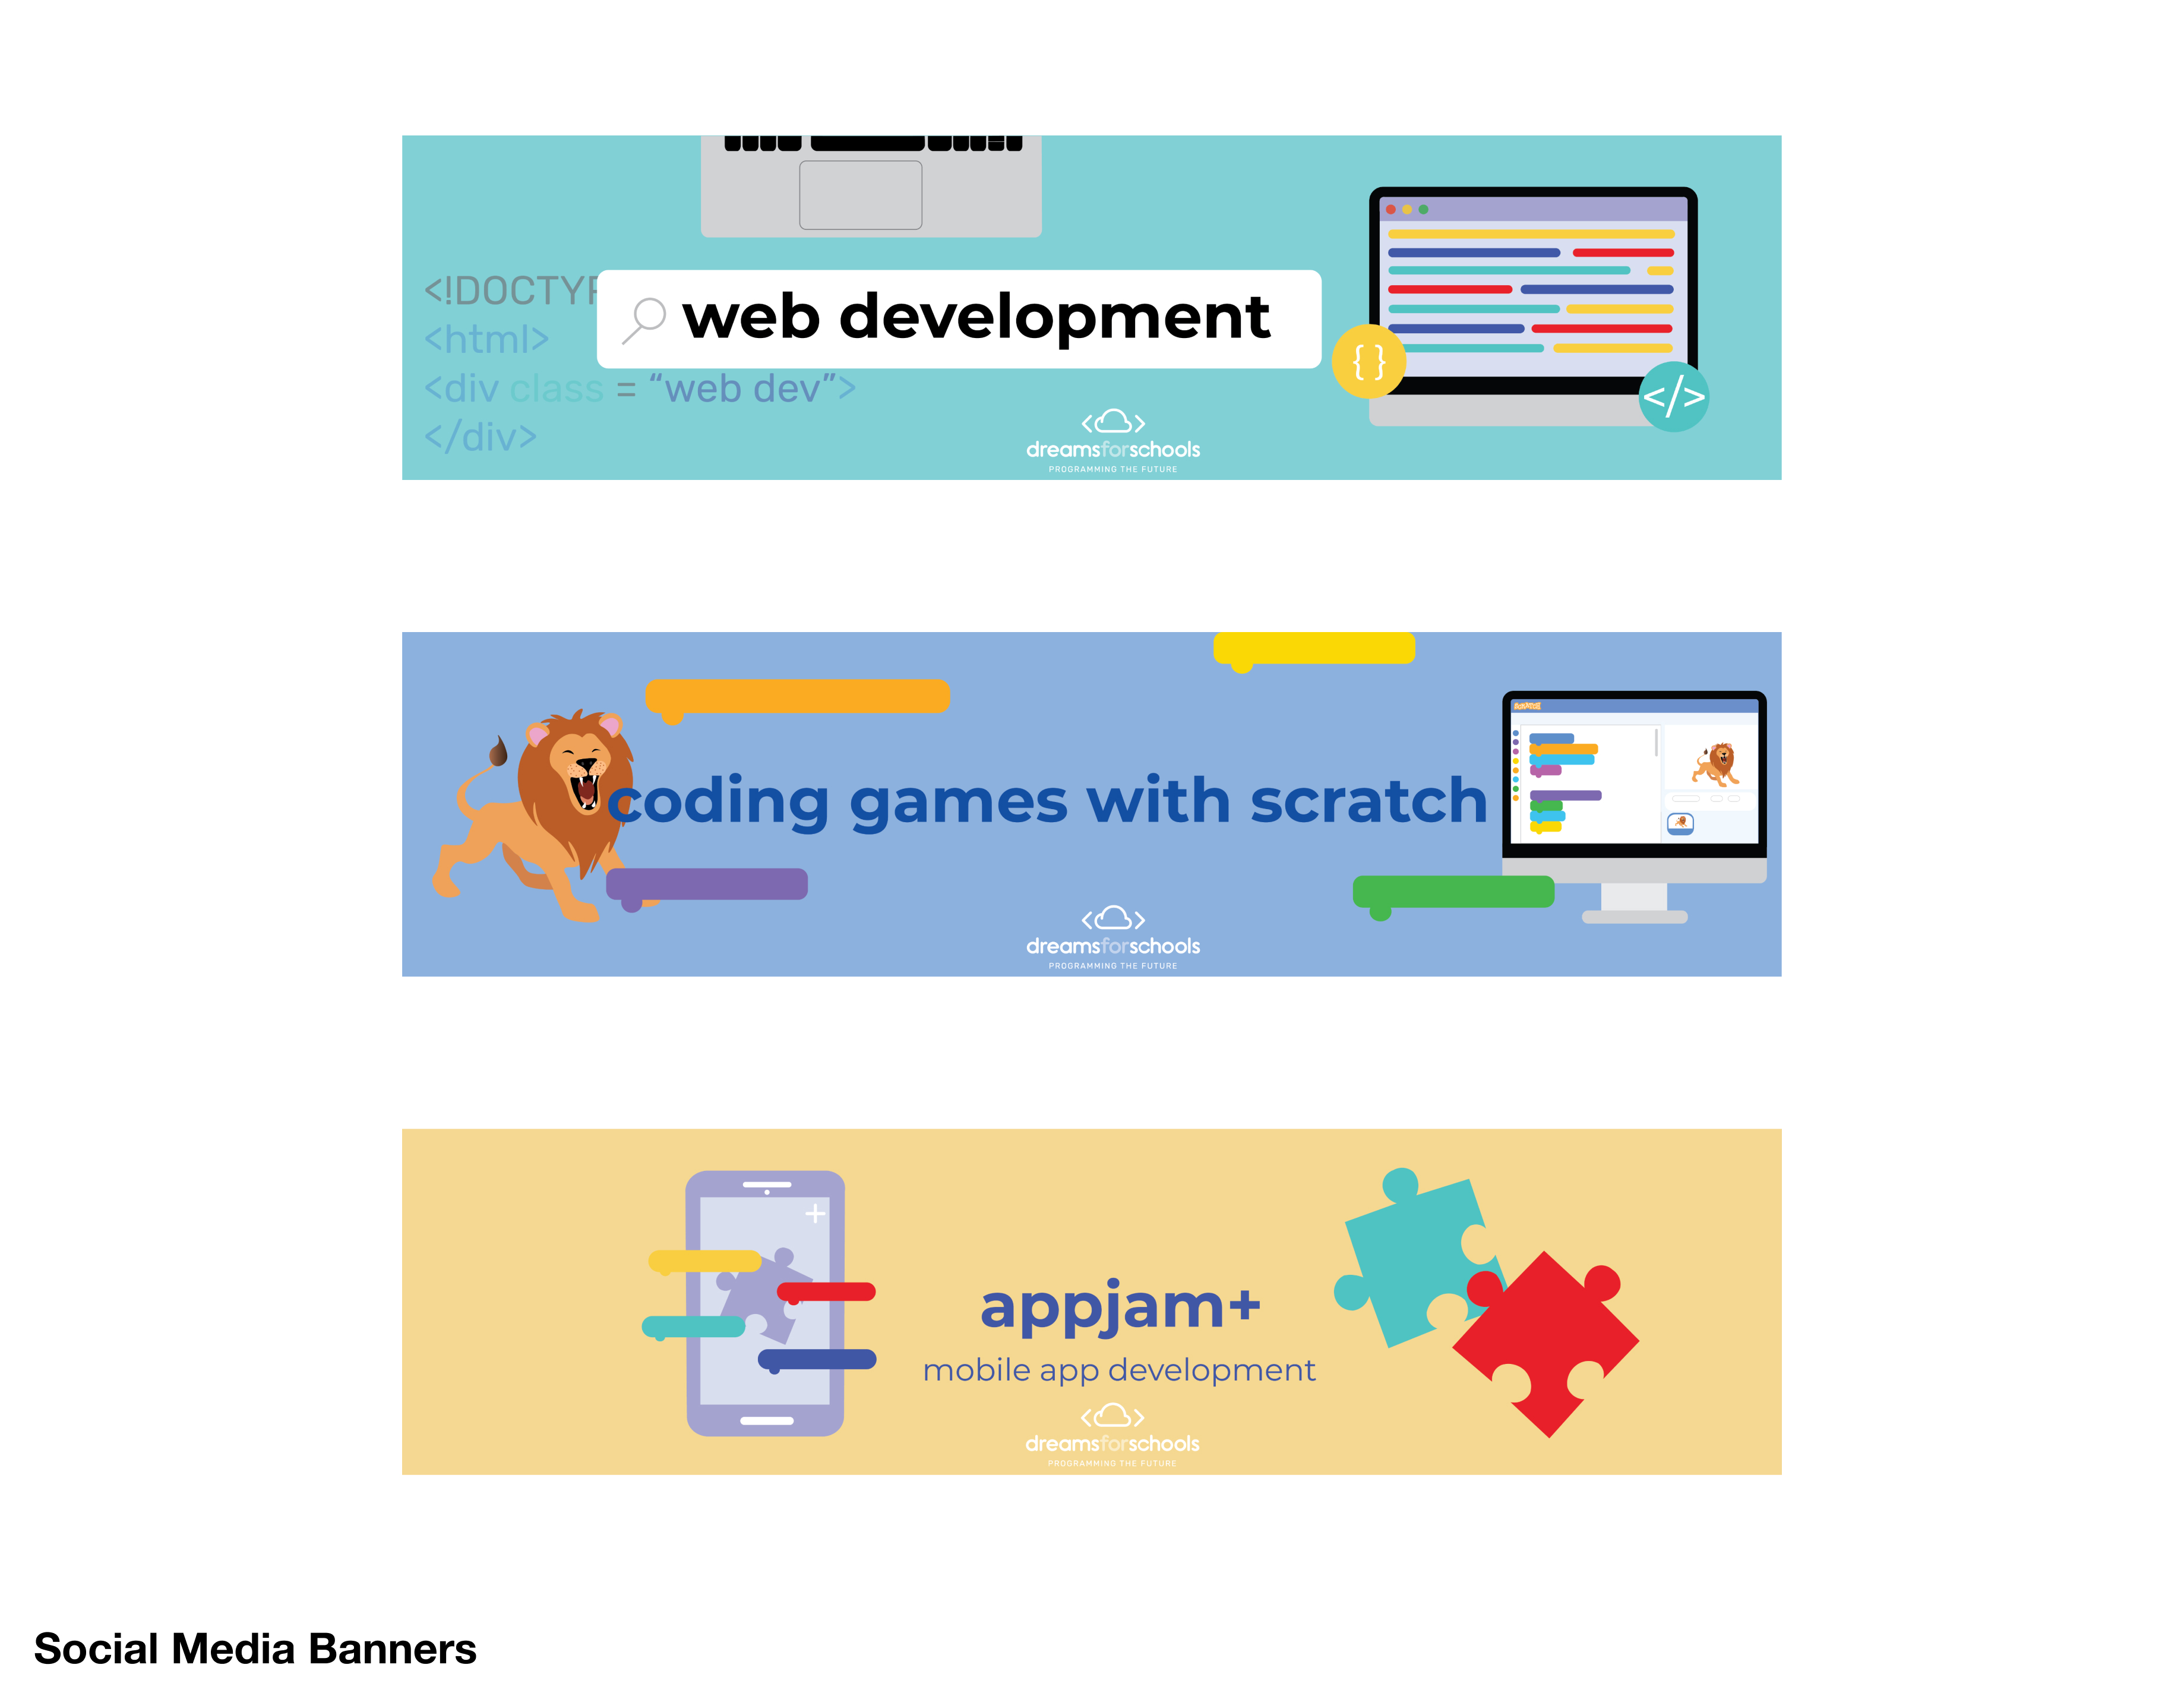 <!DOCTYP
web development
<html>
<div class = “web dev”>
</div>
{ }
</>
dreamsforschools
PROGRAMMING THE FUTURE
coding games with scratch
dreamsforschools
PROGRAMMING THE FUTURE
appjam+
mobile app development
dreamsforschools
PROGRAMMING THE FUTURE
Social Media Banners